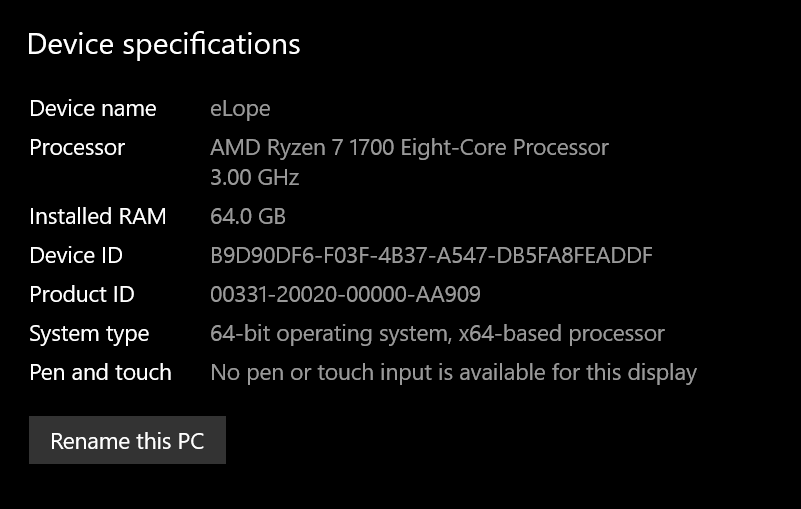 Device specifications
Device name eLope
Processor AMD Ryzen 7 1700 Eight-Core Processor
3.00 GHz
Installed RAM 64.0 GB
Device ID B9D90DF6-F03F-4B37-A547-DB5FA8FEADDF
Product ID 00331-20020-00000-AA909
System type 64-bit operating system, x64-based processor
Pen and touch No pen or touch input is available for this display
Rename this PC